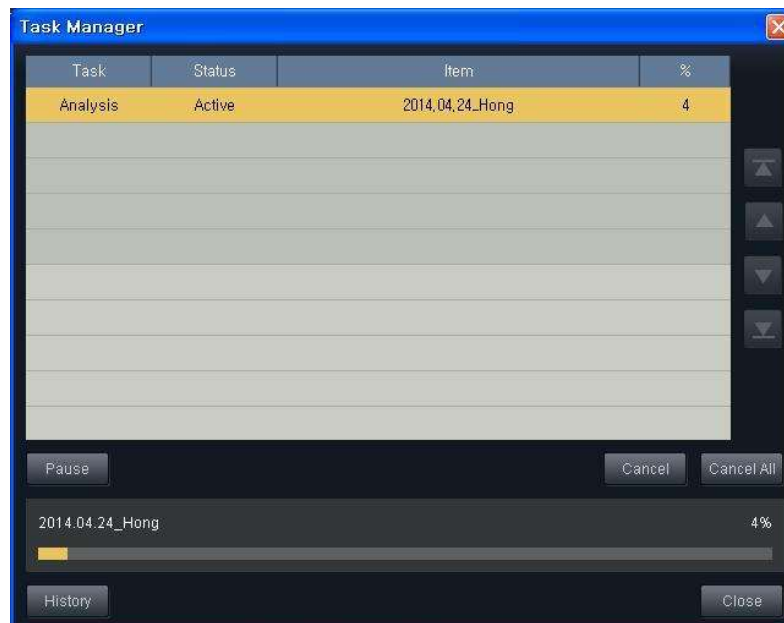 Task Manager
Task Status Item %
Analysis Active 2014,04,24_Hong 4
Pause Cancel Cancel All
2014.04.24_Hong 4%
History Close